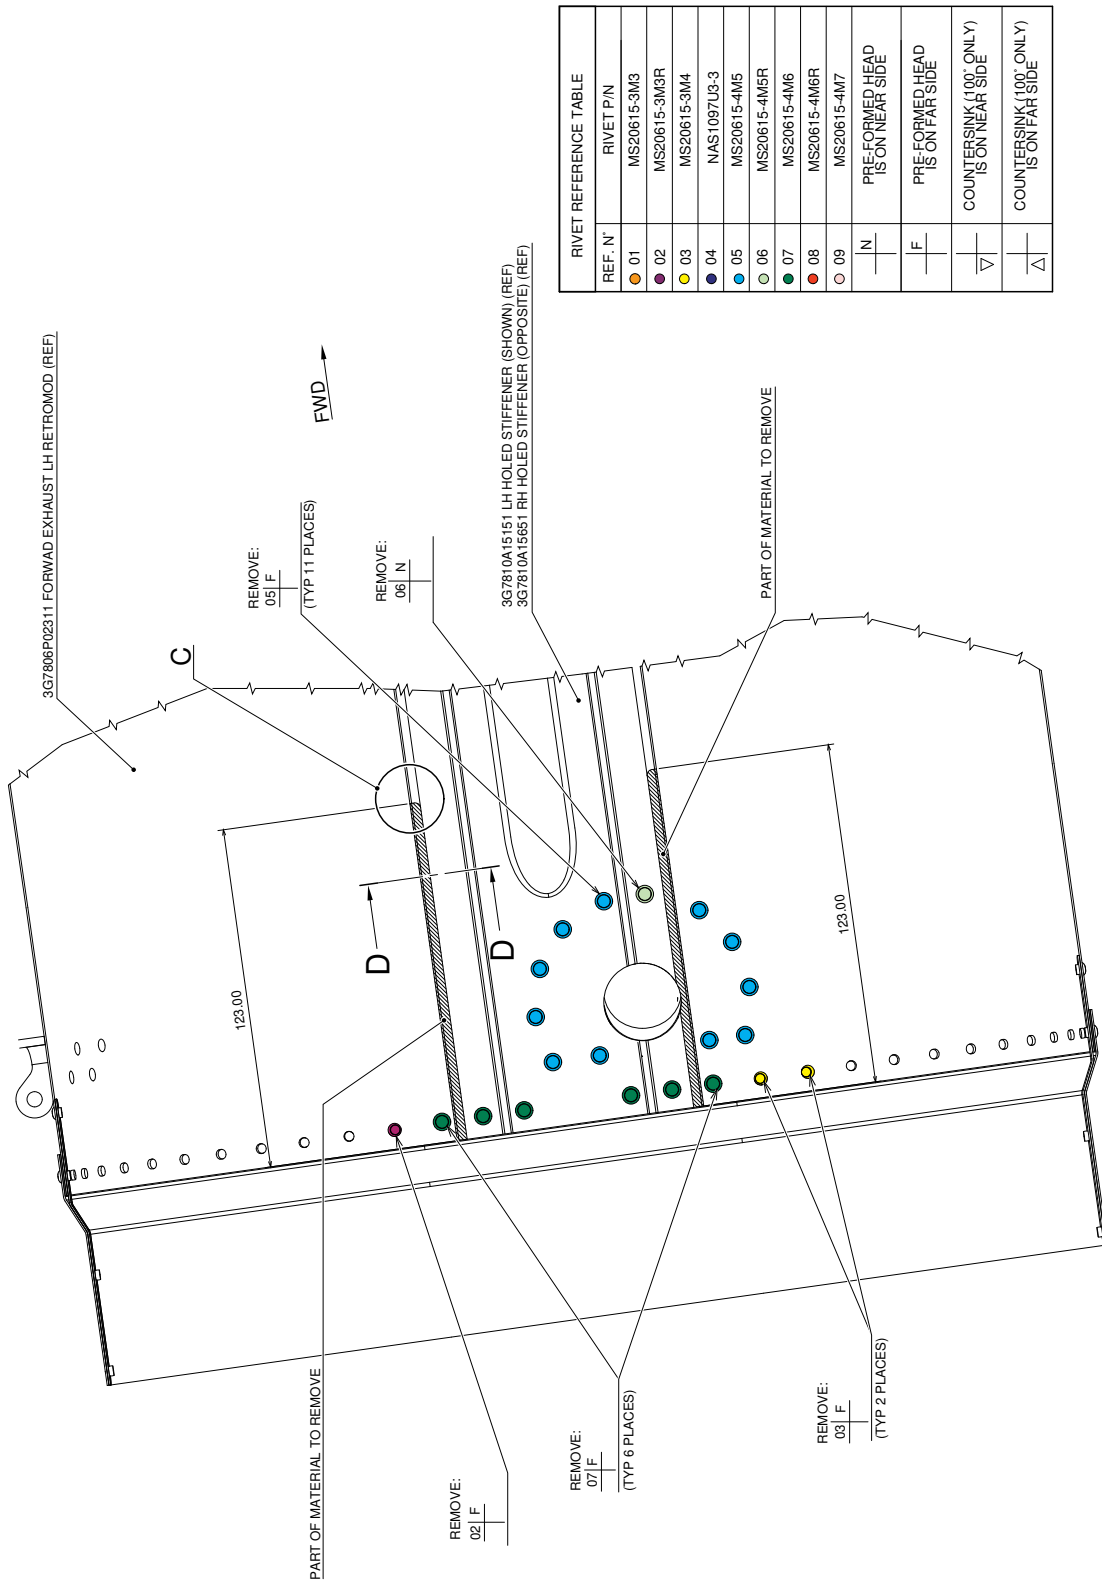 3G7806P02311 FORWAD EXHAUST LH RETROMOD (REF)
FWD
C
REMOVE:
05 F
(TYP 11 PLACES)
REMOVE:
06 N
3G7810A15151 LH HOLED STIFFENER (SHOWN) (REF)
3G7810A15651 RH HOLED STIFFENER (OPPOSITE) (REF)
PART OF MATERIAL TO REMOVE
123.00
D
D
123.00
PART OF MATERIAL TO REMOVE
REMOVE:
02 F
REMOVE:
07 F
(TYP 6 PLACES)
REMOVE:
03 F
(TYP 2 PLACES)
RIVET REFERENCE TABLE
REF. N° RIVET P/N
01 MS20615-3M3
02 MS20615-3M3R
03 MS20615-3M4
04 NAS1097U3-3
05 MS20615-4M5
06 MS20615-4M5R
07 MS20615-4M6
08 MS20615-4M6R
09 MS20615-4M7
N PRE-FORMED HEAD
IS ON NEAR SIDE
F PRE-FORMED HEAD
IS ON FAR SIDE
COUNTERSINK (100° ONLY)
IS ON NEAR SIDE
COUNTERSINK (100° ONLY)
IS ON FAR SIDE